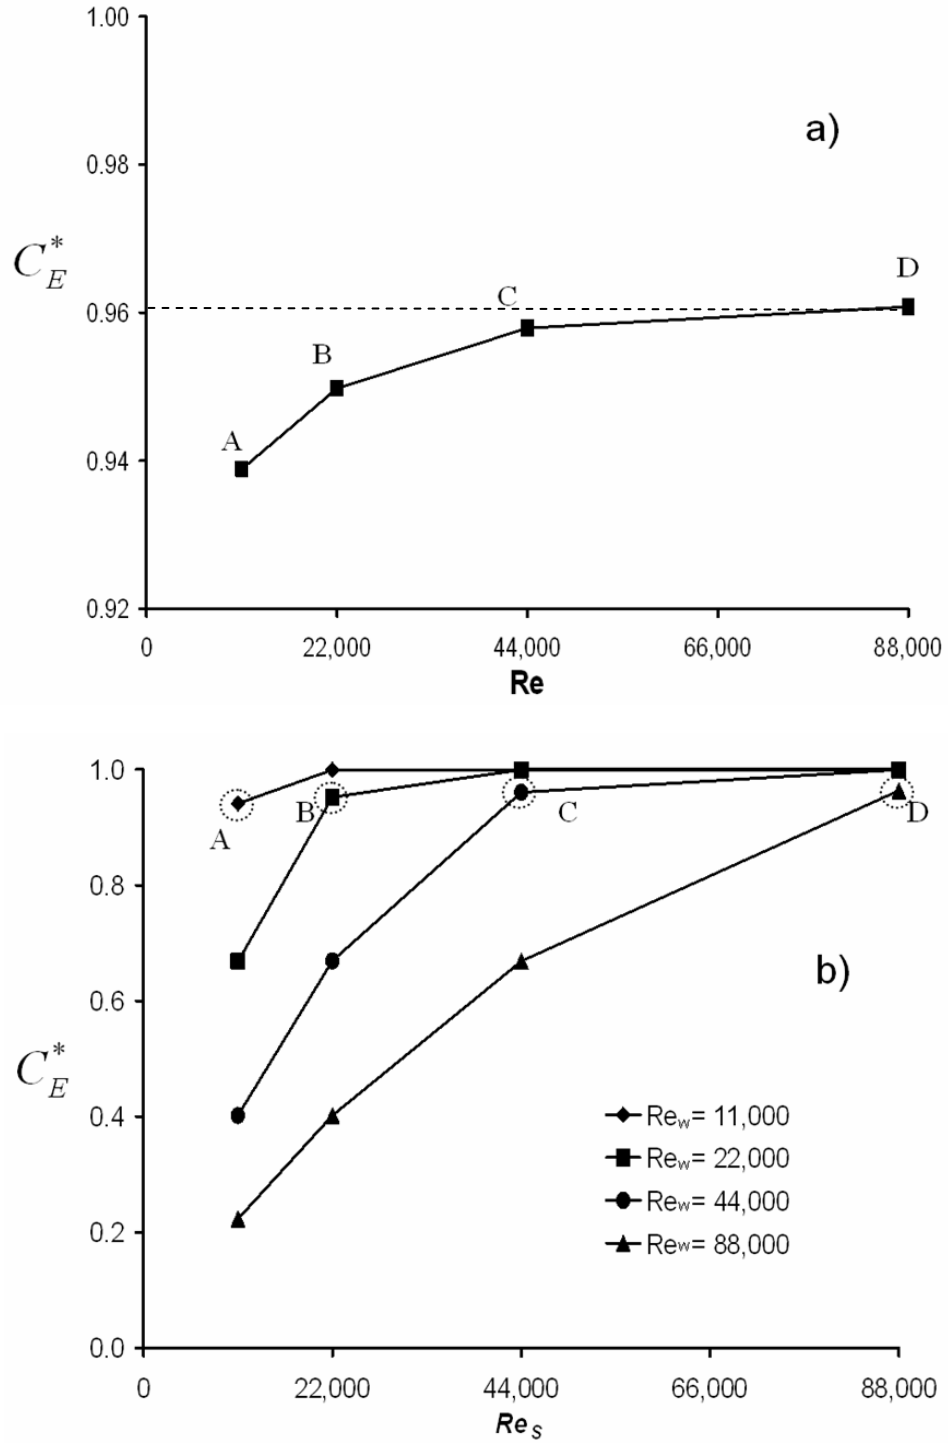 1.00
a)
0.98
C*E
D
0.96
C
B
A
0.94
0.92
0 22,000 44,000 66,000 88,000
Re
1.0
B C D
A
0.8
b)
0.6
C*E
0.4
Rew= 11,000
Rew= 22,000
Rew= 44,000
0.2
Rew= 88,000
0.0
0 22,000 44,000 66,000 88,000
ReS